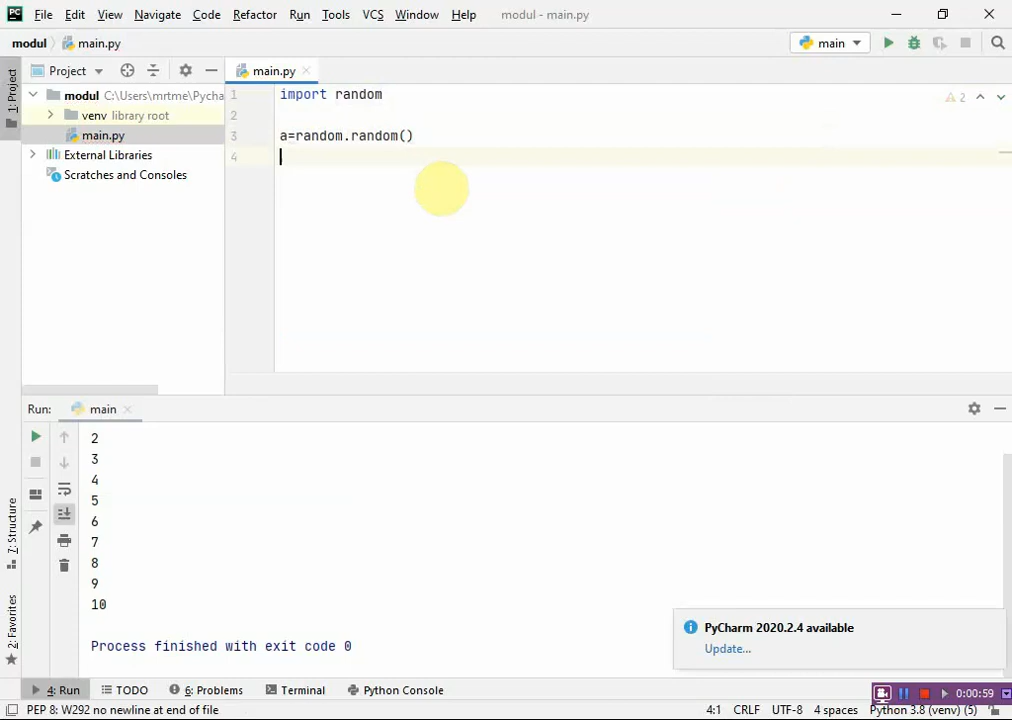 PC File Edit View Navigate Code Refactor Run Tools VCS Window Help modul - main.py
modul main.py main
1: Project Project main.py
modul C:\Users\mrtme\Pycha
venv library root
main.py
External Libraries
Scratches and Consoles
1 import random
2
3 a=random.random()
4
2
Run: main
2
3
4
5
6
7
8
9
10
Process finished with exit code 0
7: Structure
2: Favorites
PyCharm 2020.2.4 available
Update...
4: Run TODO 6: Problems Terminal Python Console
0:00:59
PEP 8: W292 no newline at end of file 4:1 CRLF UTF-8 4 spaces Python 3.8 (venv) (5)